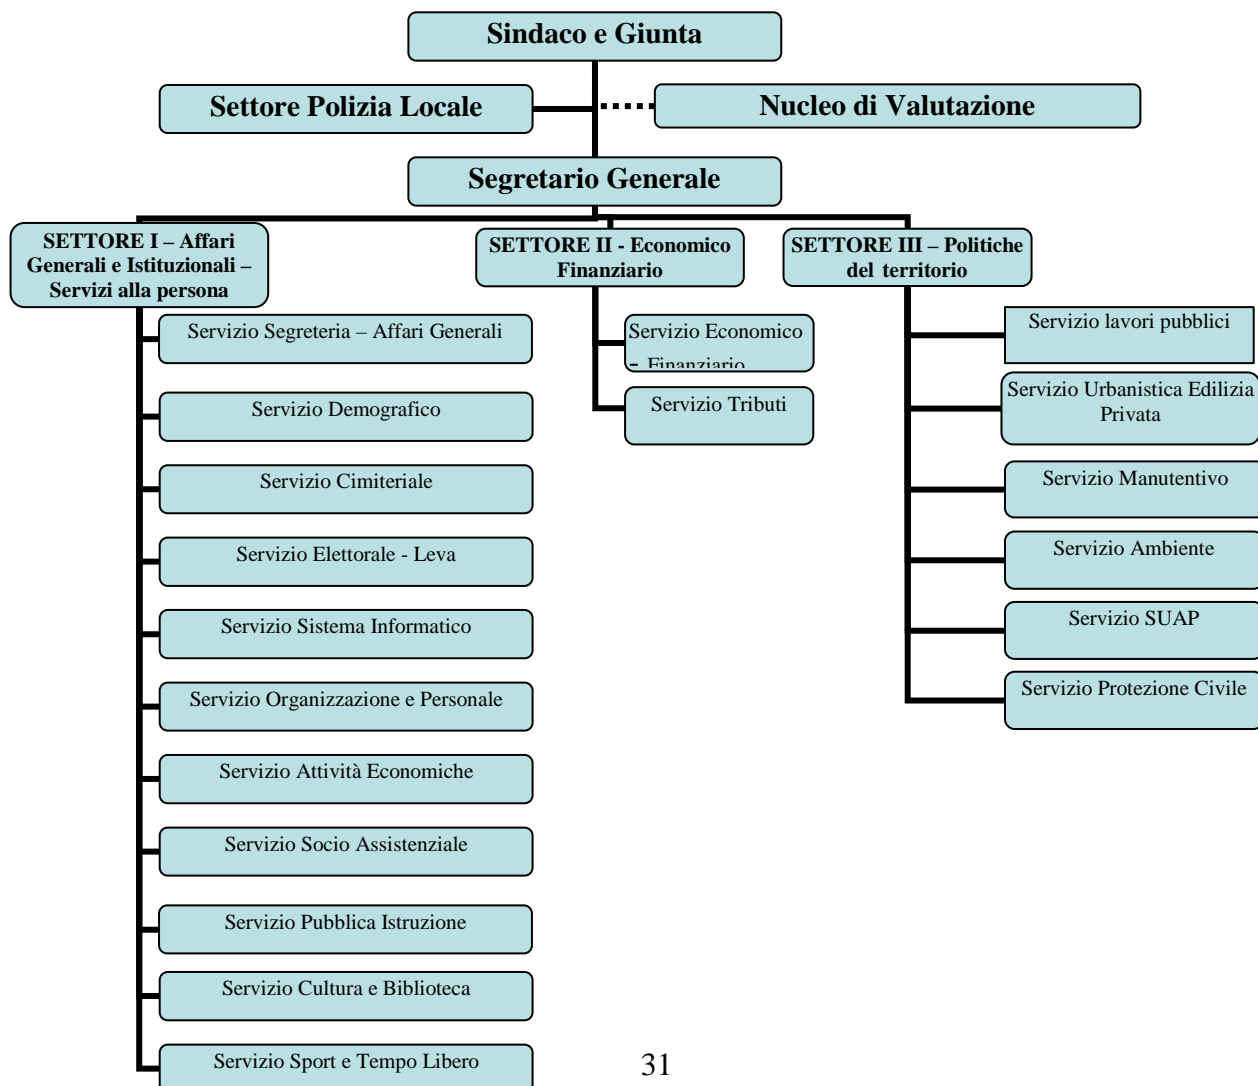 Sindaco e Giunta
Settore Polizia Locale
Nucleo di Valutazione
Segretario Generale
SETTORE I – Affari
Generali e Istituzionali –
Servizi alla persona
Servizio Segreteria – Affari Generali
Servizio Demografico
Servizio Cimiteriale
Servizio Elettorale - Leva
Servizio Sistema Informatico
Servizio Organizzazione e Personale
Servizio Attività Economiche
Servizio Socio Assistenziale
Servizio Pubblica Istruzione
Servizio Cultura e Biblioteca
Servizio Sport e Tempo Libero
SETTORE II - Economico
Finanziario
Servizio Economico
– Finanziario
Servizio Tributi
SETTORE III – Politiche
del territorio
Servizio lavori pubblici
Servizio Urbanistica Edilizia
Privata
Servizio Manutentivo
Servizio Ambiente
Servizio SUAP
Servizio Protezione Civile
31